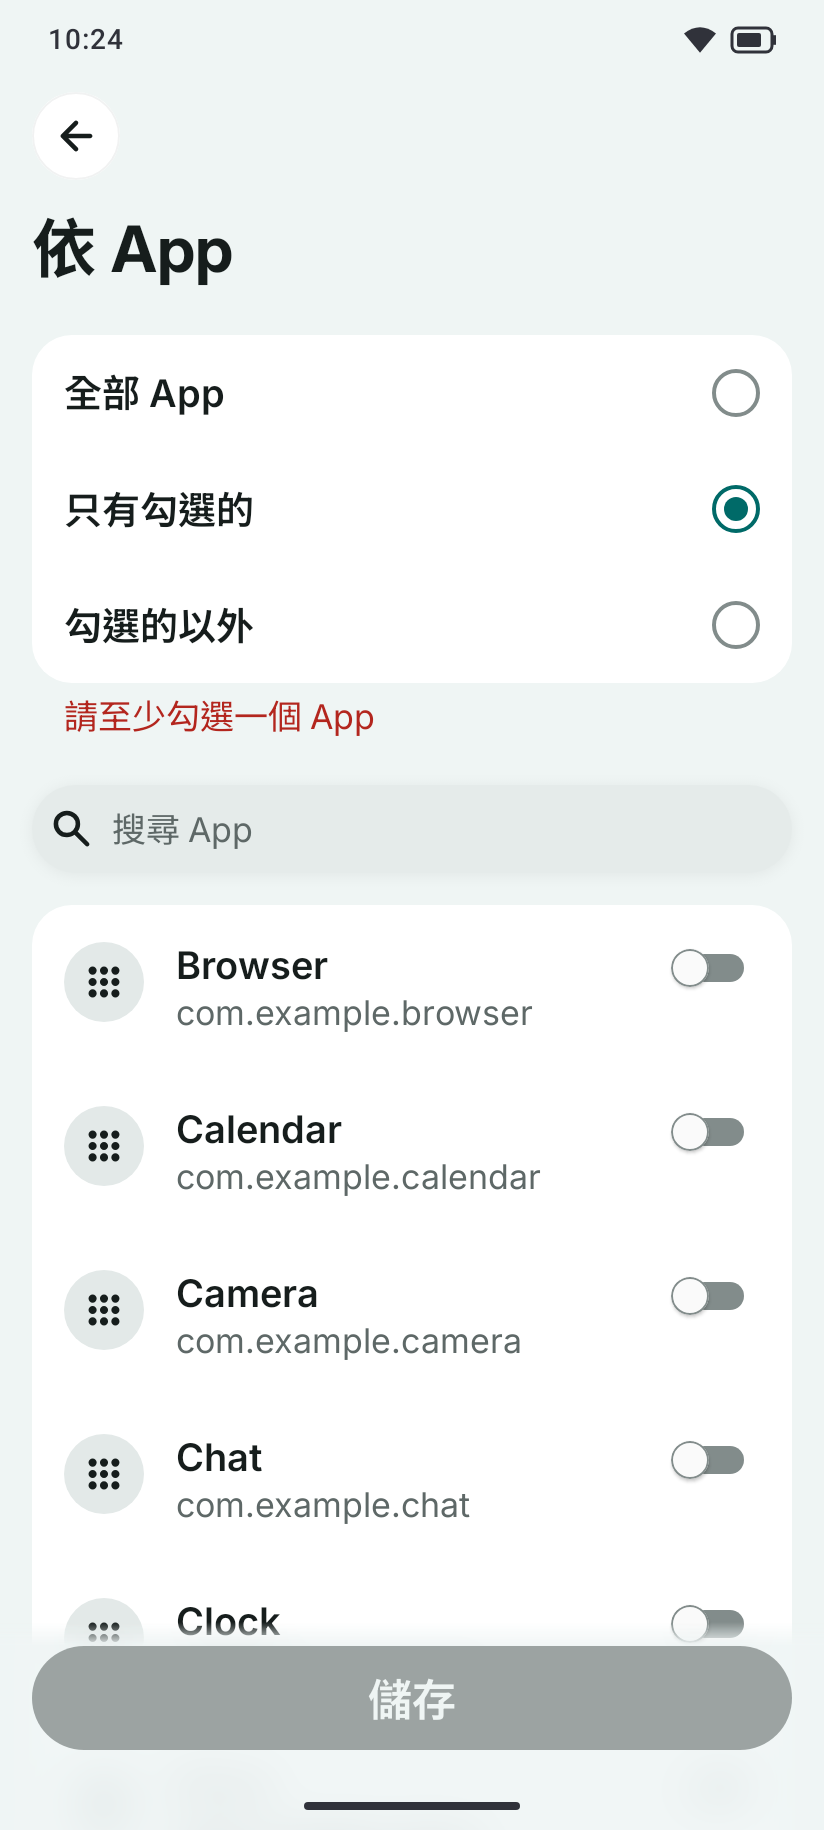 10:24
依 App
全部 App
只有勾選的
勾選的以外
請至少勾選一個 App
搜尋 App
Browser
com.example.browser
Calendar
com.example.calendar
Camera
com.example.camera
Chat
com.example.chat
Clock
儲存